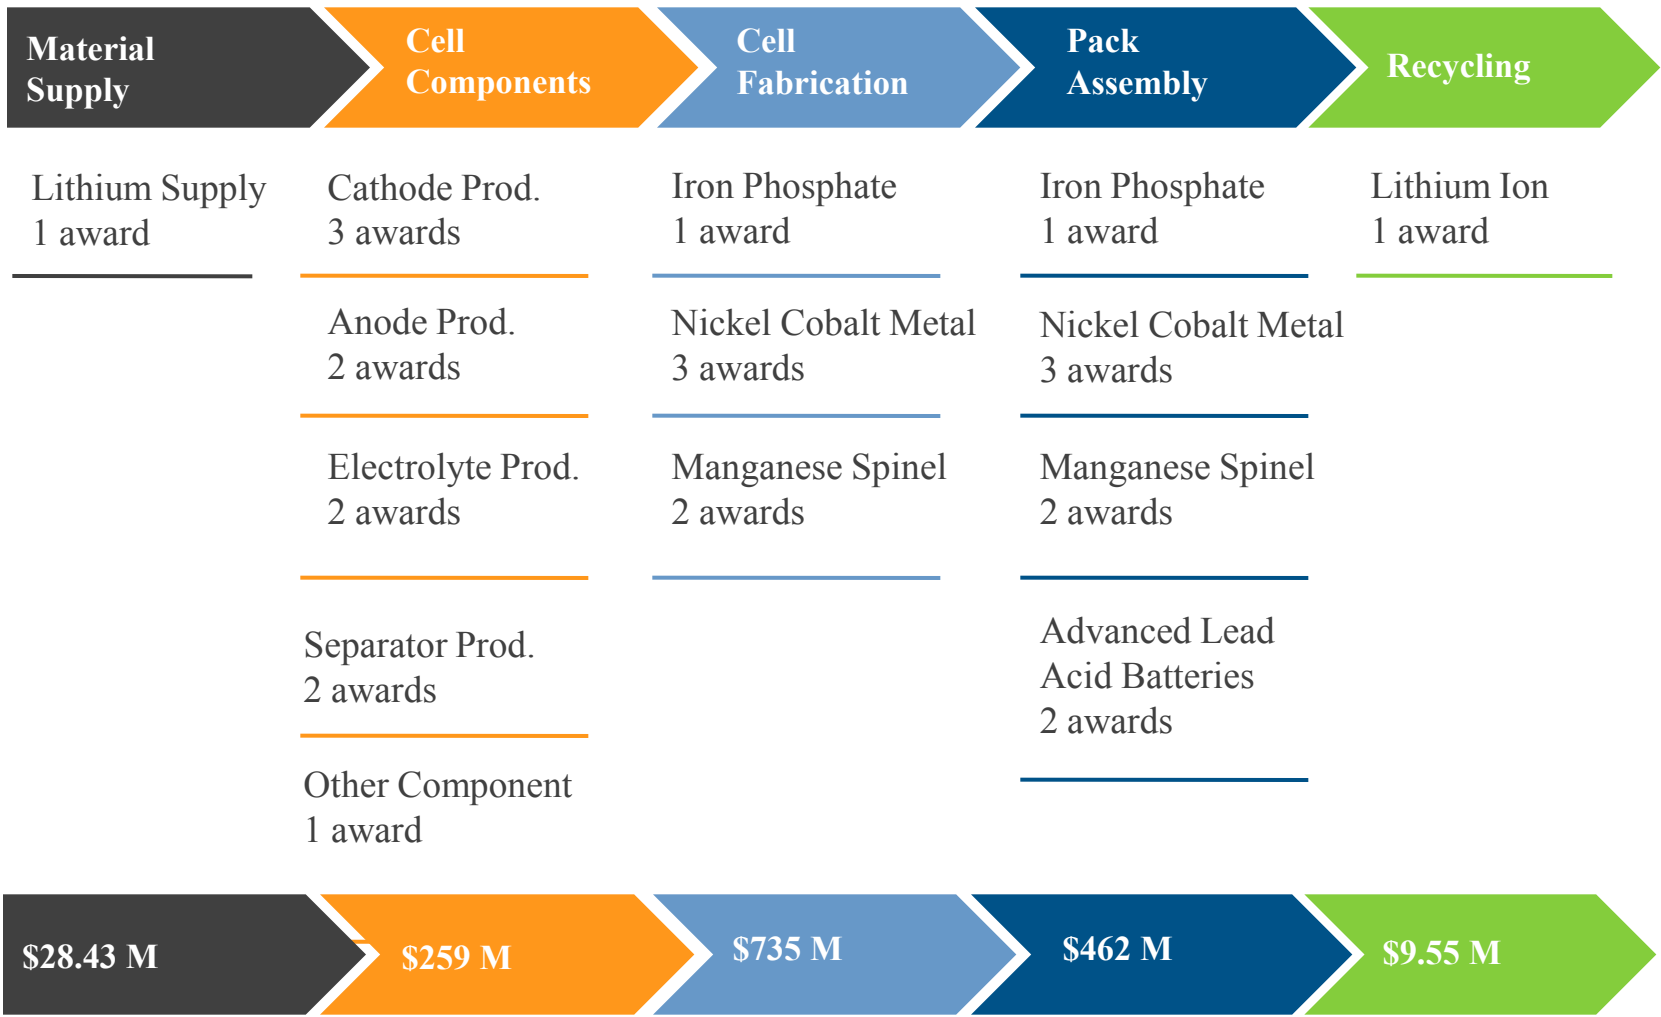 Material
Supply
Cell
Components
Cell
Fabrication
Pack
Assembly
Recycling
Lithium Supply
1 award
Cathode Prod.
3 awards
Anode Prod.
2 awards
Electrolyte Prod.
2 awards
Separator Prod.
2 awards
Other Component
1 award
Iron Phosphate
1 award
Nickel Cobalt Metal
3 awards
Manganese Spinel
2 awards
Iron Phosphate
1 award
Nickel Cobalt Metal
3 awards
Manganese Spinel
2 awards
Advanced Lead
Acid Batteries
2 awards
Lithium Ion
1 award
$28.43 M
$259 M
$735 M
$462 M
$9.55 M